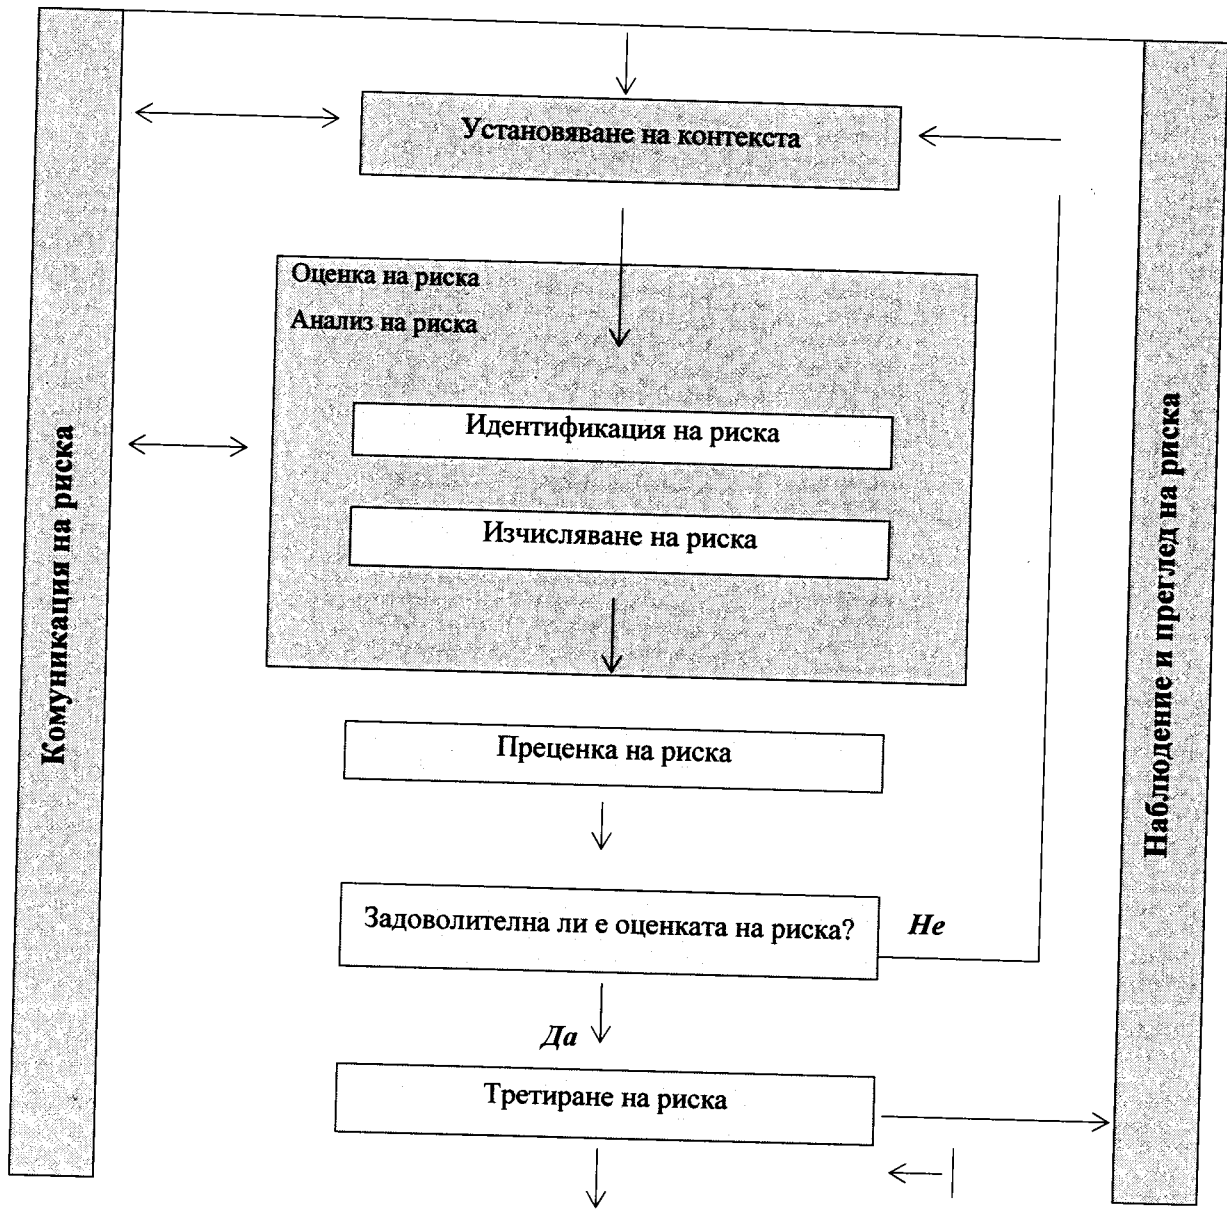 Установяване на контекста
Оценка на риска
Анализ на риска
Идентификация на риска
Изчисляване на риска
Преценка на риска
Задоволителна ли е оценката на риска?
Не
Да
Третиране на риска
Комуникация на риска
Наблюдение и преглед на риска